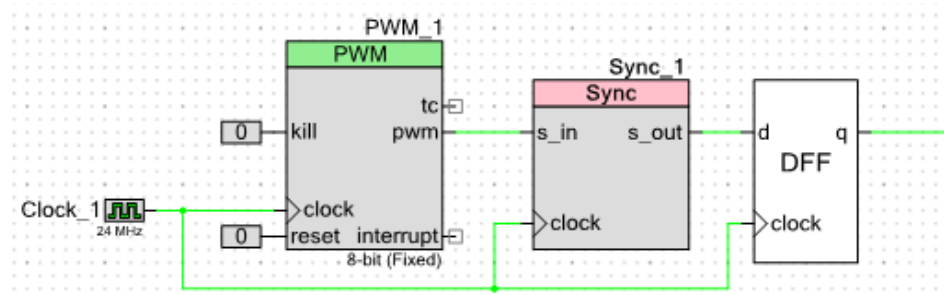 PWM_1
PWM
tc
0
kill
pwm
Clock_1
24 MHz
clock
0
reset
interrupt
8-bit (Fixed)
Sync_1
Sync
s_in
s_out
clock
d
q
DFF
clock